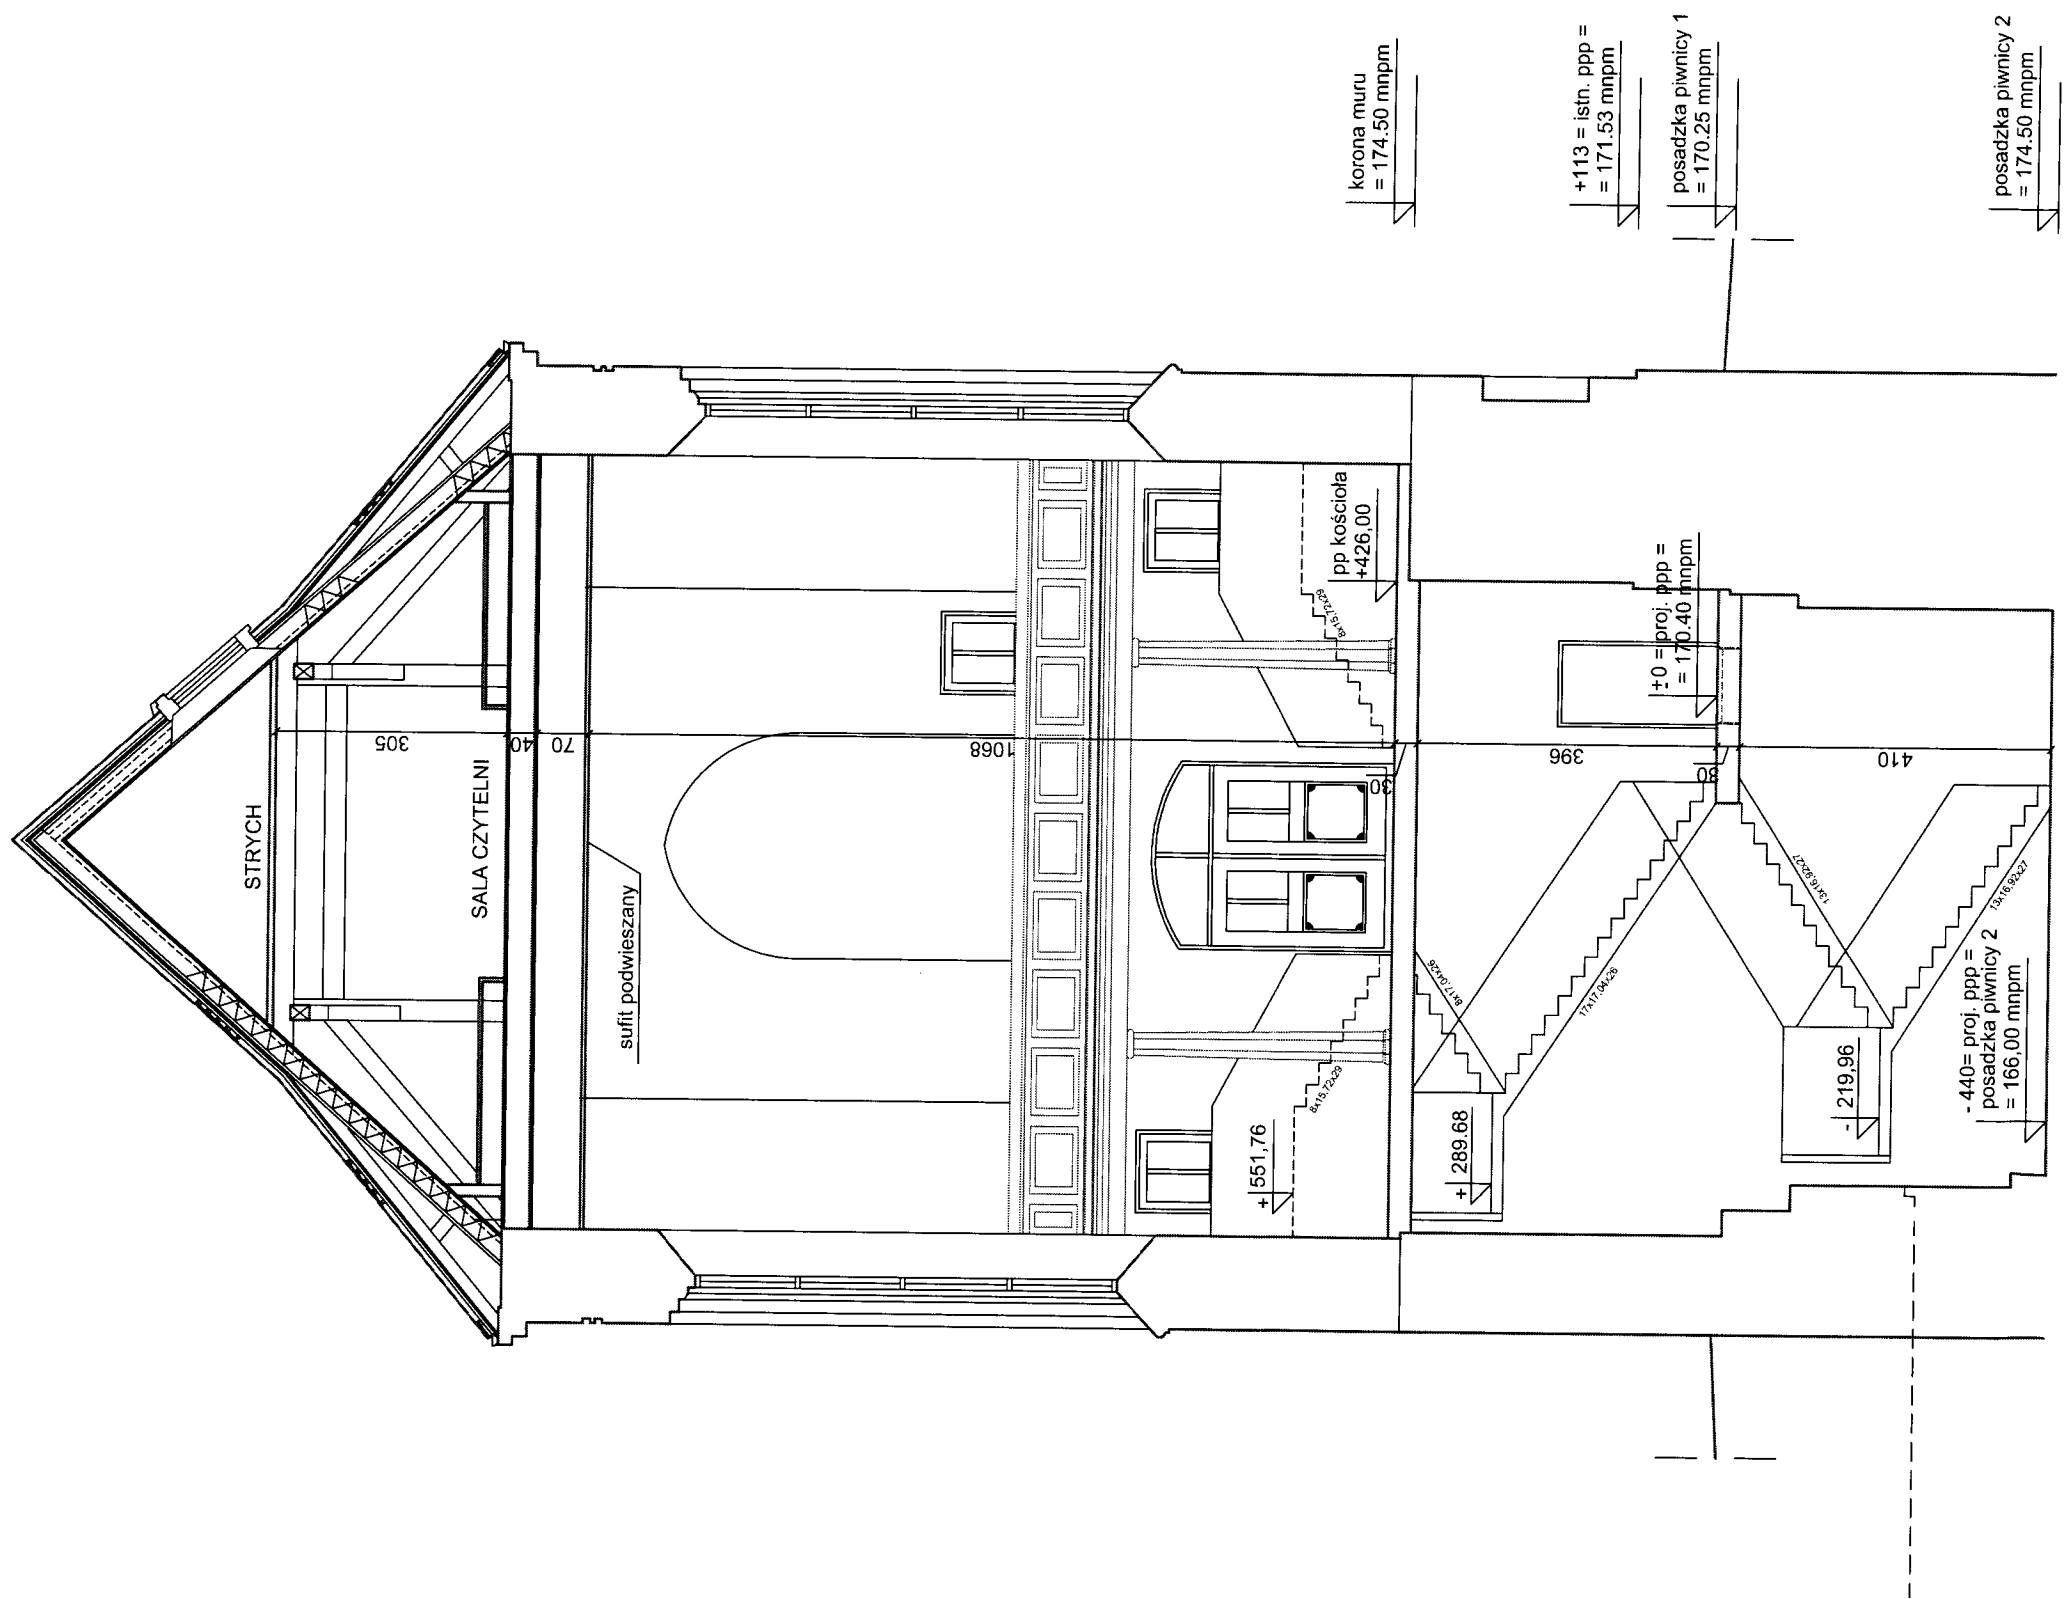 STRYCH
SALA CZYTELNI
sufit podwieszany
305
40
70
1068
30
396
30
410
korona muru
= 174.50 mnpm
+113 = istn. ppp =
= 171.53 mnpm
posadzka piwnicy 1
= 170.25 mnpm
posadzka piwnicy 2
= 174.50 mnpm
pp kościoła
+426,00
8x15,72x29
8x15,72x29
+551,76
+289.68
8x17,04x26
17x17,04x26
±0 =proj. ppp =
= 170.40 mnpm
13x16,92x27
13x16,92x27
- 219,96
- 440= proj. ppp =
posadzka piwnicy 2
= 166,00 mnpm